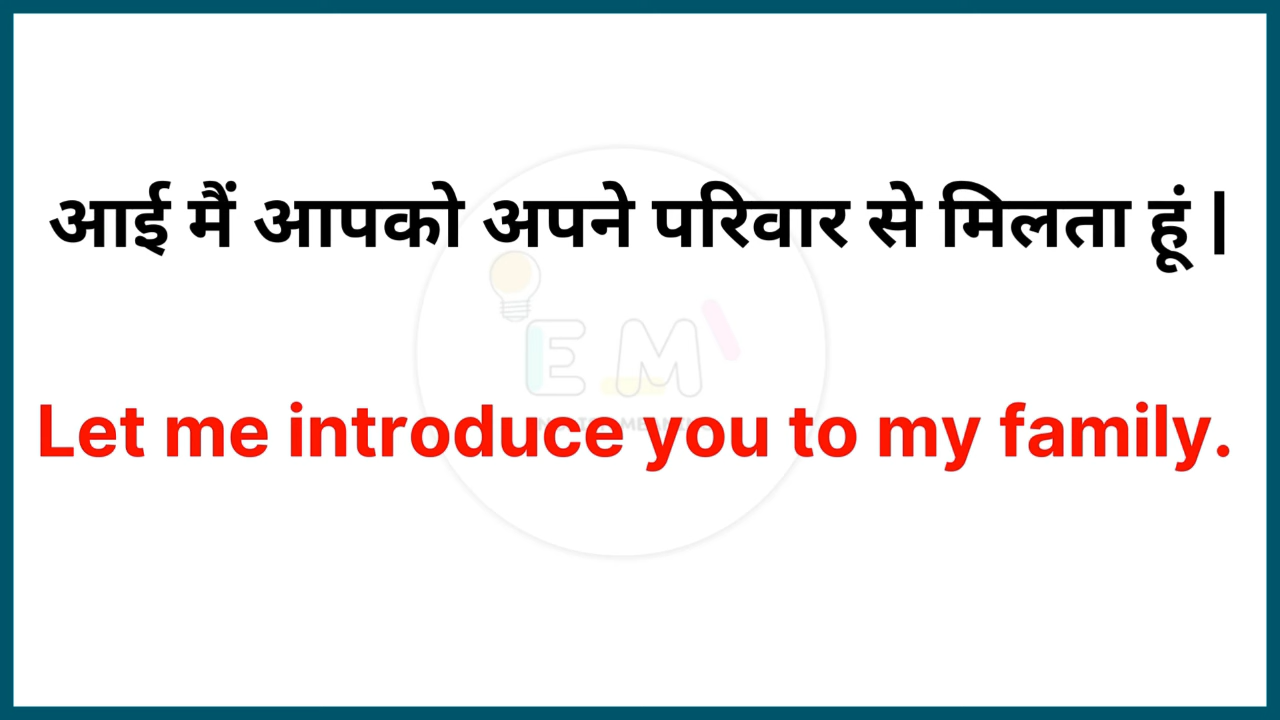 आई मैं आपको अपने परिवार से मिलता हूं |
E M
Let me introduce you to my family.